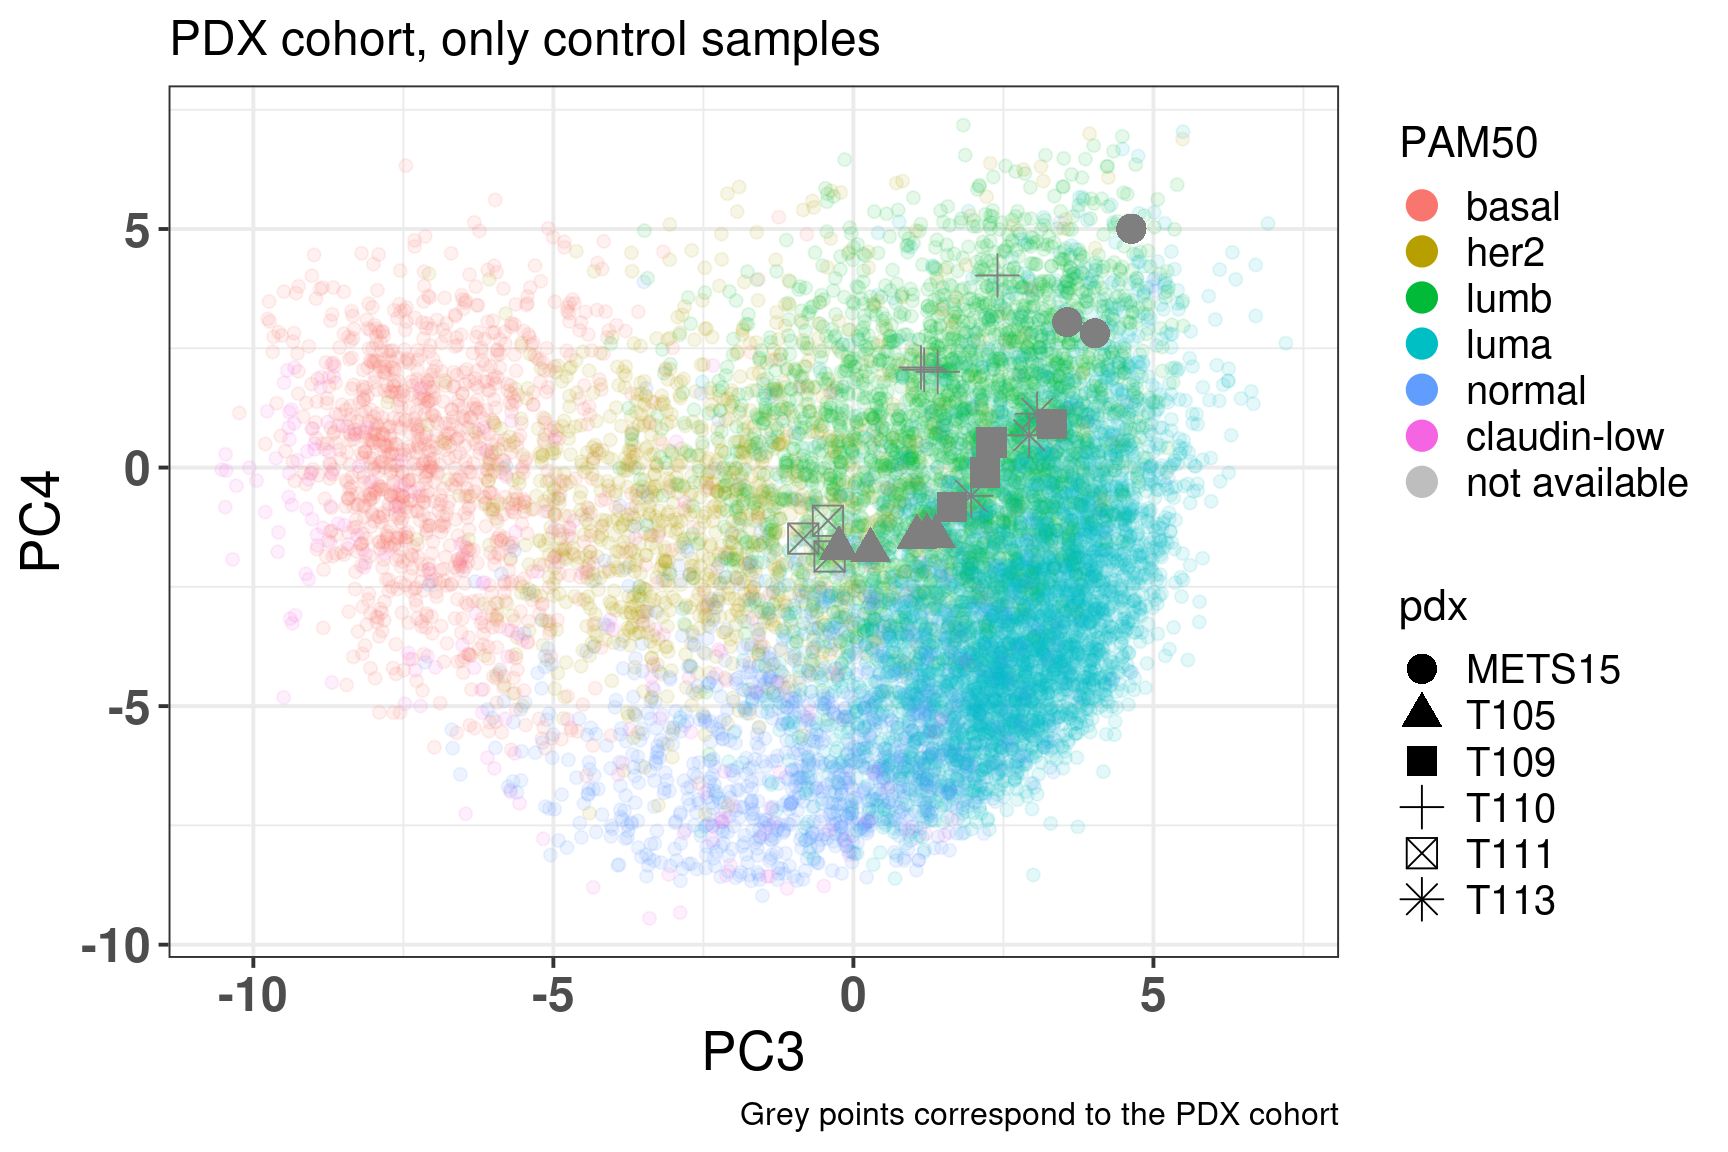 PDX cohort, only control samples
PC4
5
0
-5
-10
-10 -5 0 5
PC3
Grey points correspond to the PDX cohort
PAM50
basal
her2
lumb
luma
normal
claudin-low
not available
pdx
METS15
T105
T109
T110
T111
T113